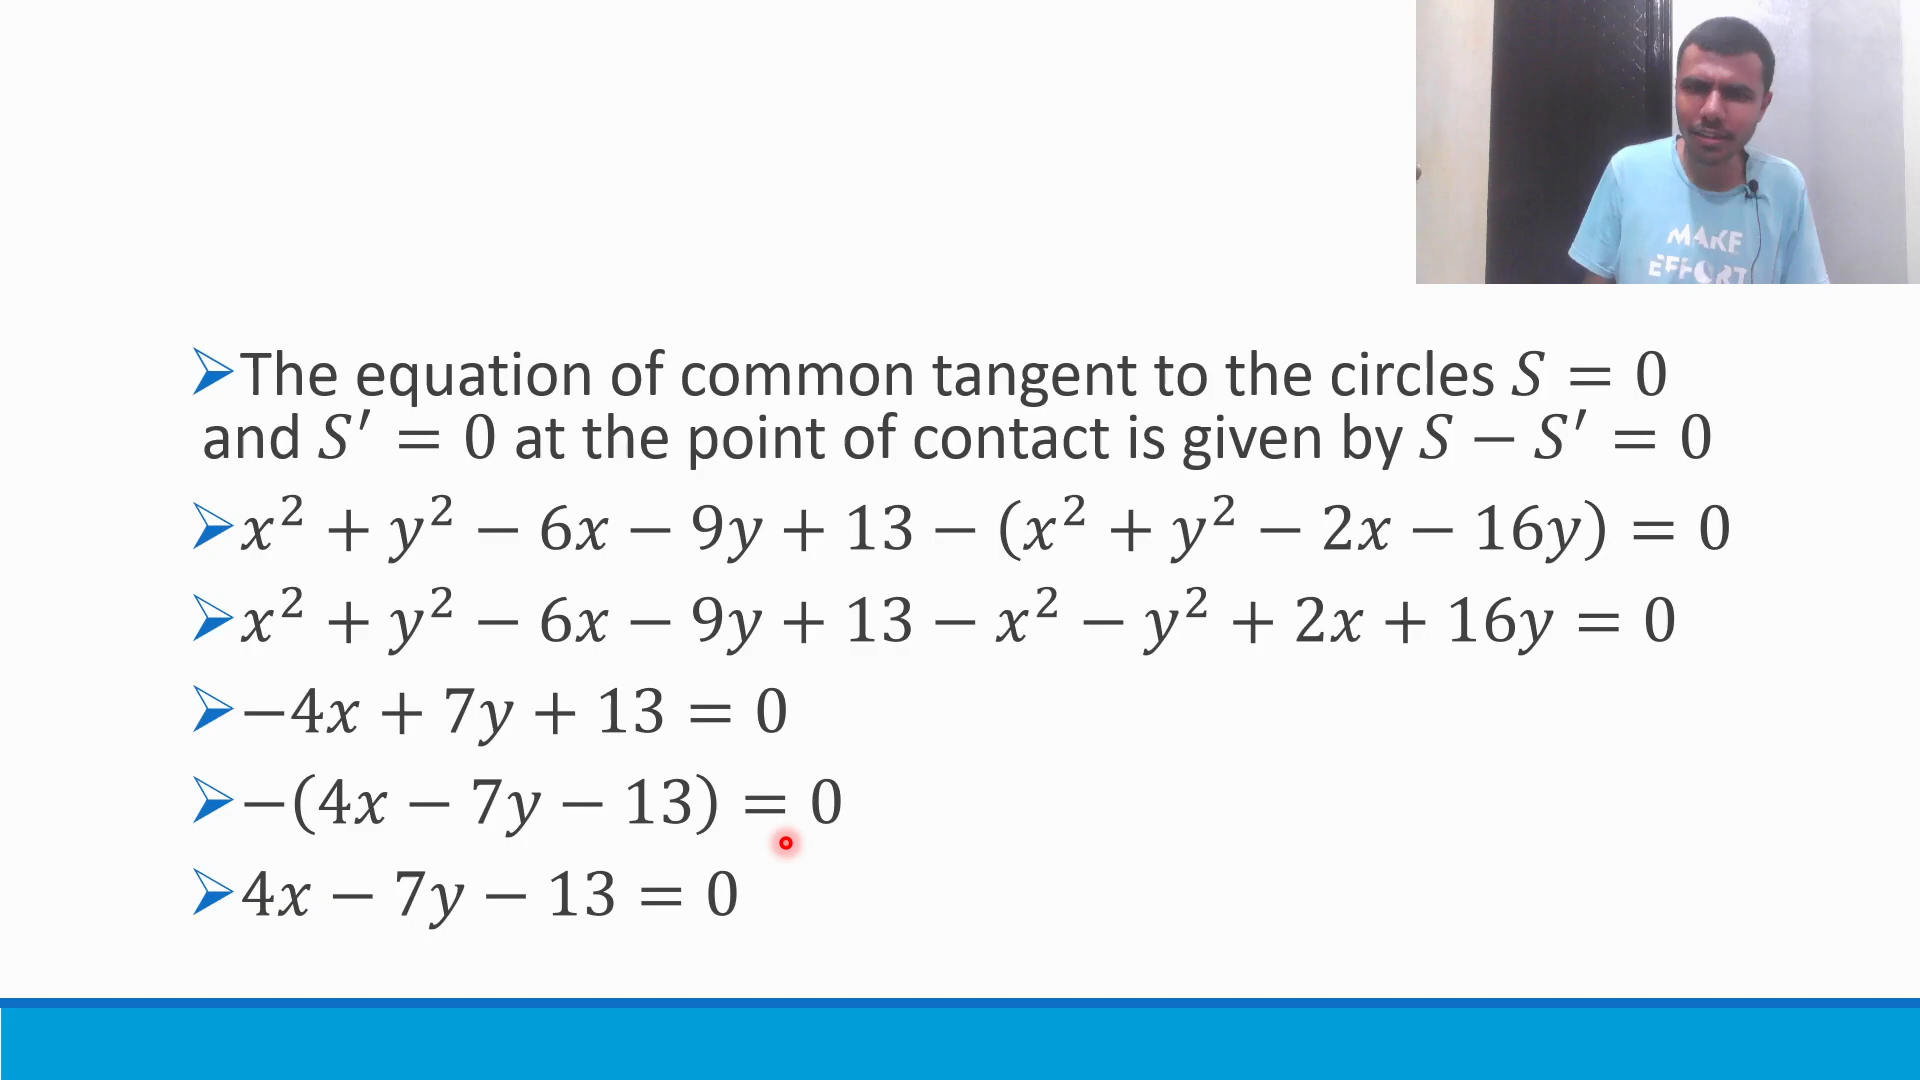 MAKE
EFFORT
➢The equation of common tangent to the circles S = 0
and S′ = 0 at the point of contact is given by S − S′ = 0
➢x² + y² − 6x − 9y + 13 − (x² + y² − 2x − 16y) = 0
➢x² + y² − 6x − 9y + 13 − x² − y² + 2x + 16y = 0
➢−4x + 7y + 13 = 0
➢−(4x − 7y − 13) = 0
➢4x − 7y − 13 = 0